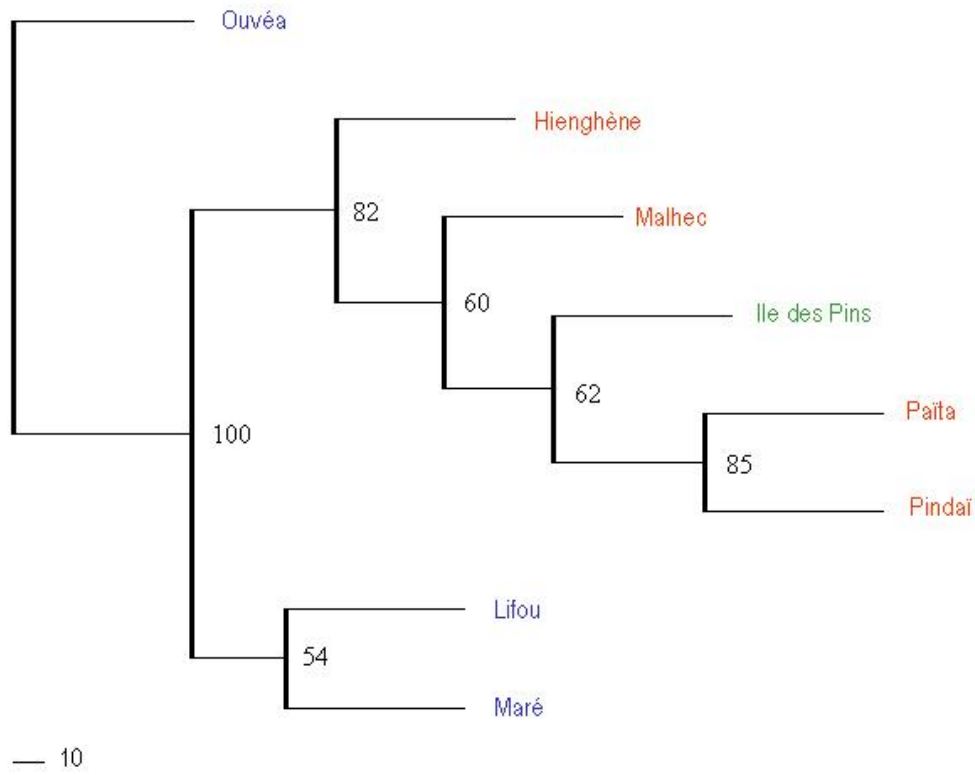 Ouvéa
Hienghène
82
Malhec
60
Ile des Pins
62
Païta
100
85
Pindaï
Lifou
54
Maré
10